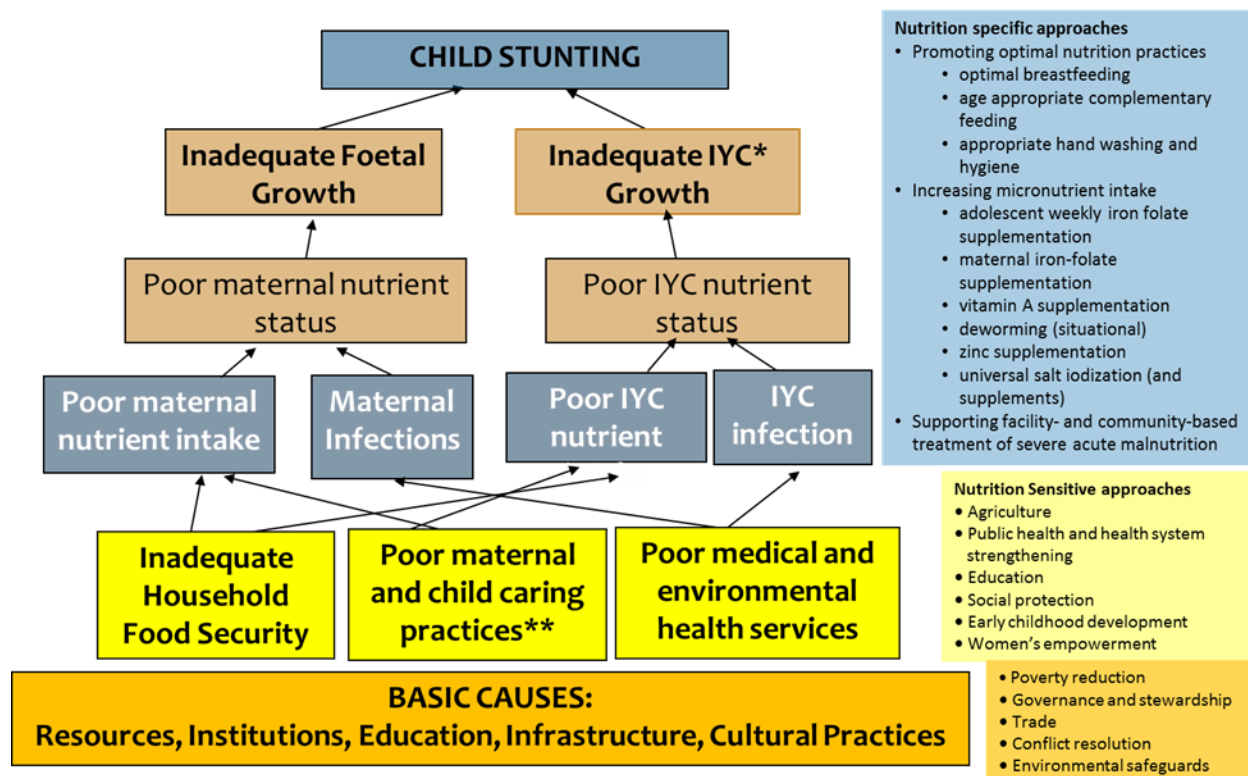 CHILD STUNTING
Inadequate Foetal
Growth
Inadequate IYC*
Growth
Poor maternal nutrient
status
Poor IYC nutrient
status
Poor maternal
nutrient intake
Maternal
Infections
Poor IYC
nutrient
IYC
infection
Inadequate
Household
Food Security
Poor maternal
and child caring
practices**
Poor medical and
environmental
health services
BASIC CAUSES:
Resources, Institutions, Education, Infrastructure, Cultural Practices
Nutrition specific approaches
• Promoting optimal nutrition practices
• optimal breastfeeding
• age appropriate complementary
feeding
• appropriate hand washing and
hygiene
• Increasing micronutrient intake
• adolescent weekly iron folate
supplementation
• maternal iron-folate
supplementation
• vitamin A supplementation
• deworming (situational)
• zinc supplementation
• universal salt iodization (and
supplements)
• Supporting facility- and community-based
treatment of severe acute malnutrition
Nutrition Sensitive approaches
• Agriculture
• Public health and health system
strengthening
• Education
• Social protection
• Early childhood development
• Women's empowerment
• Poverty reduction
• Governance and stewardship
• Trade
• Conflict resolution
• Environmental safeguards